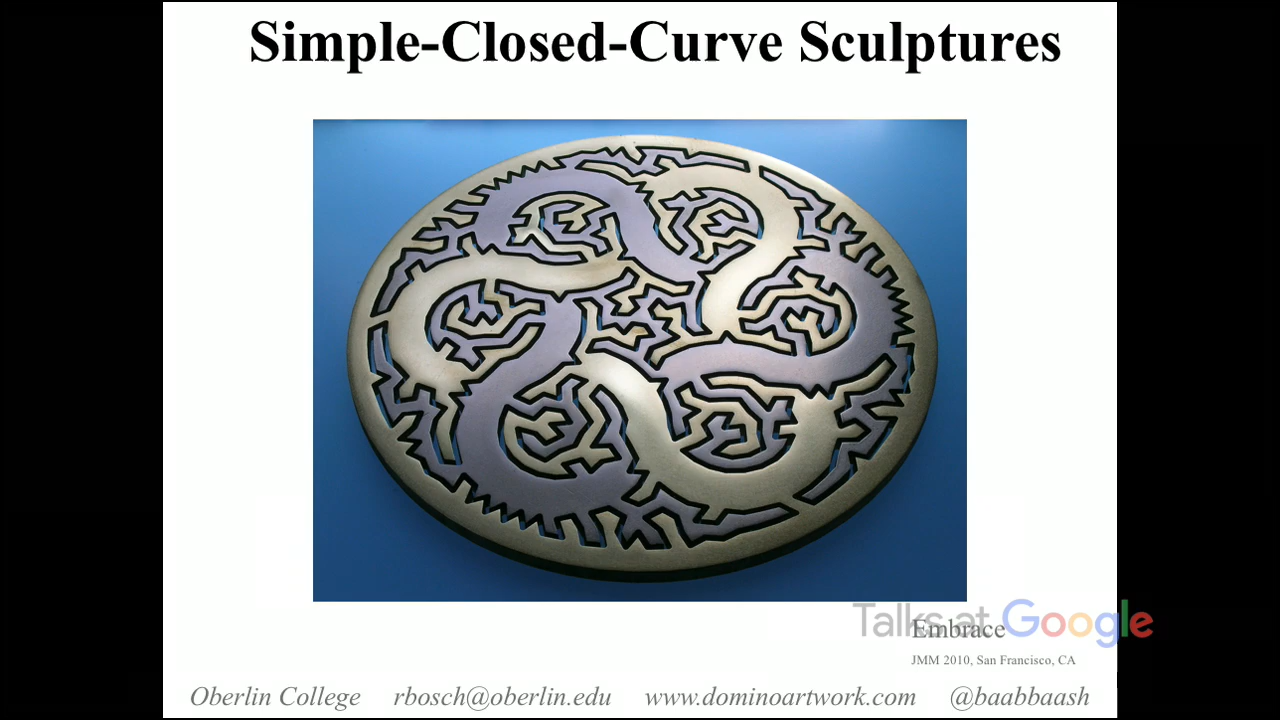 Simple-Closed-Curve Sculptures
Talks at Google
Embrace
JMM 2010, San Francisco, CA
Oberlin College rbosch@oberlin.edu www.dominoartwork.com @baabbaash